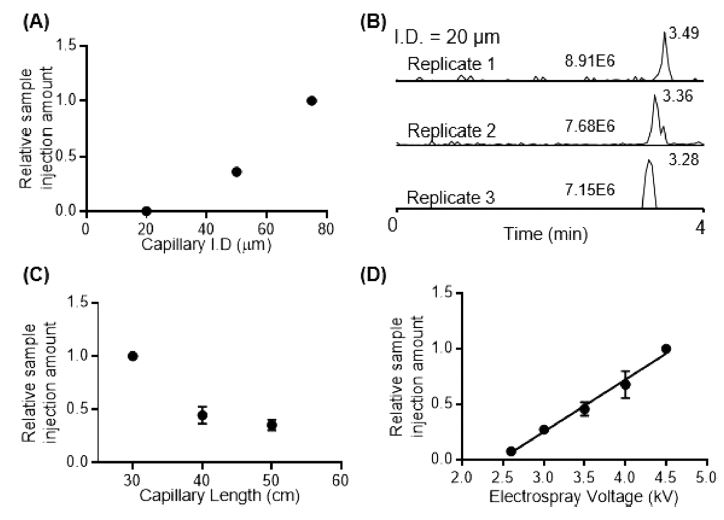 (A)
1.5
1.0
0.5
0.0
Relative sample
injection amount
0 20 40 60 80
Capillary I.D (μm)
(B)
I.D. = 20 μm
Replicate 1 8.91E6 3.49
Replicate 2 7.68E6 3.36
Replicate 3 7.15E6 3.28
0 4
Time (min)
(C)
1.5
1.0
0.5
0.0
Relative sample
injection amount
30 40 50 60
Capillary Length (cm)
(D)
1.5
1.0
0.5
0.0
Relative sample
injection amount
2.0 2.5 3.0 3.5 4.0 4.5 5.0
Electrospray Voltage (kV)